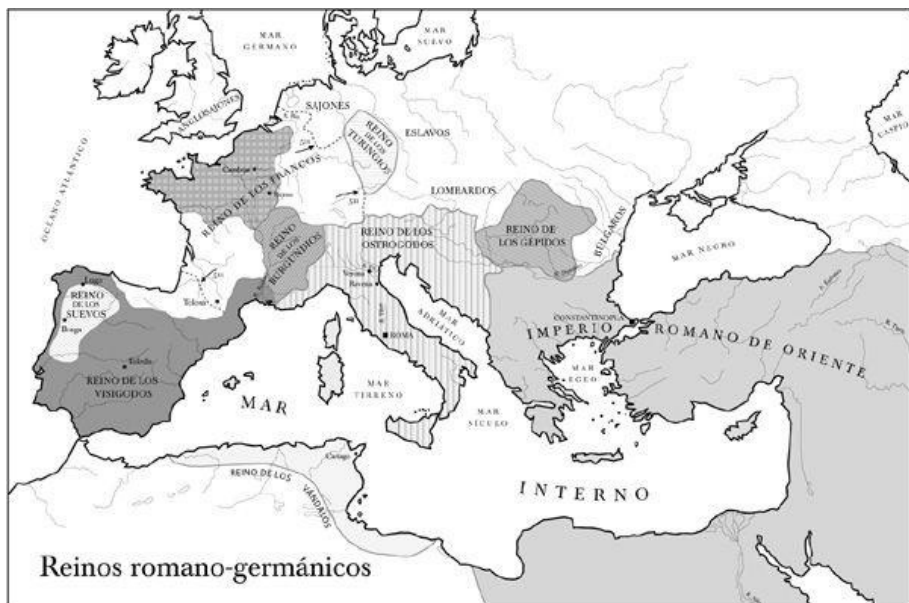 MAR
GERMANO
MAR
SUEVO
ANGLOSAJONES
SAJONES
ESLAVOS
REINO
DE LOS
TURINGIOS
MAR
CASPIO
OCÉANO ATLÁNTICO
REINO DE LOS FRANCOS
LOMBARDOS
REINO
DE LOS
BURGUNDIOS
REINO DE LOS
OSTROGODOS
REINO DE
LOS GÉPIDOS
BÚLGAROS
MAR NEGRO
Verona
Ravena
Lugo
REINO
DE LOS
SUEVOS
Braga
Tolosa
MAR
ADRIÁTICO
ROMA
CONSTANTINOPLA
IMPERIO ROMANO DE ORIENTE
Toledo
REINO DE LOS
VISIGODOS
MAR
EGEO
MAR
TIRRENO
MAR
SÍCULO
MAR
INTERNO
Cartago
REINO DE LOS
VÁNDALOS
Reinos romano-germánicos